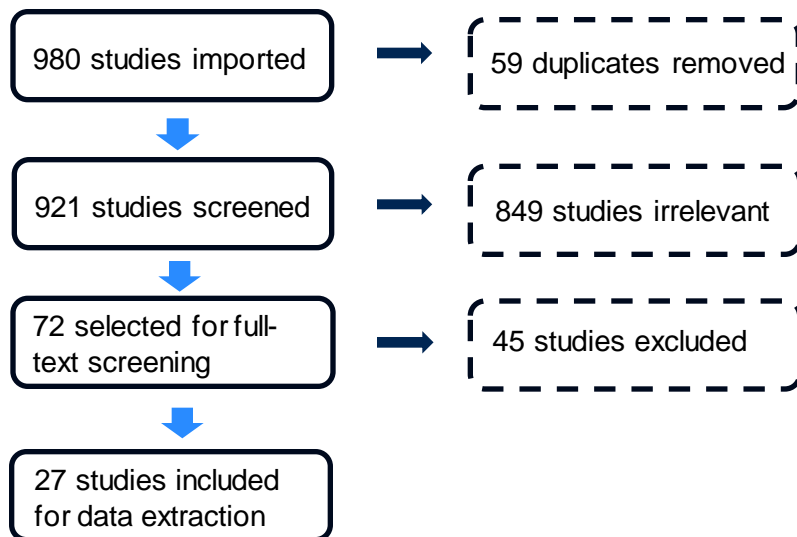 980 studies imported
59 duplicates removed
921 studies screened
849 studies irrelevant
72 selected for full-
text screening
45 studies excluded
27 studies included
for data extraction